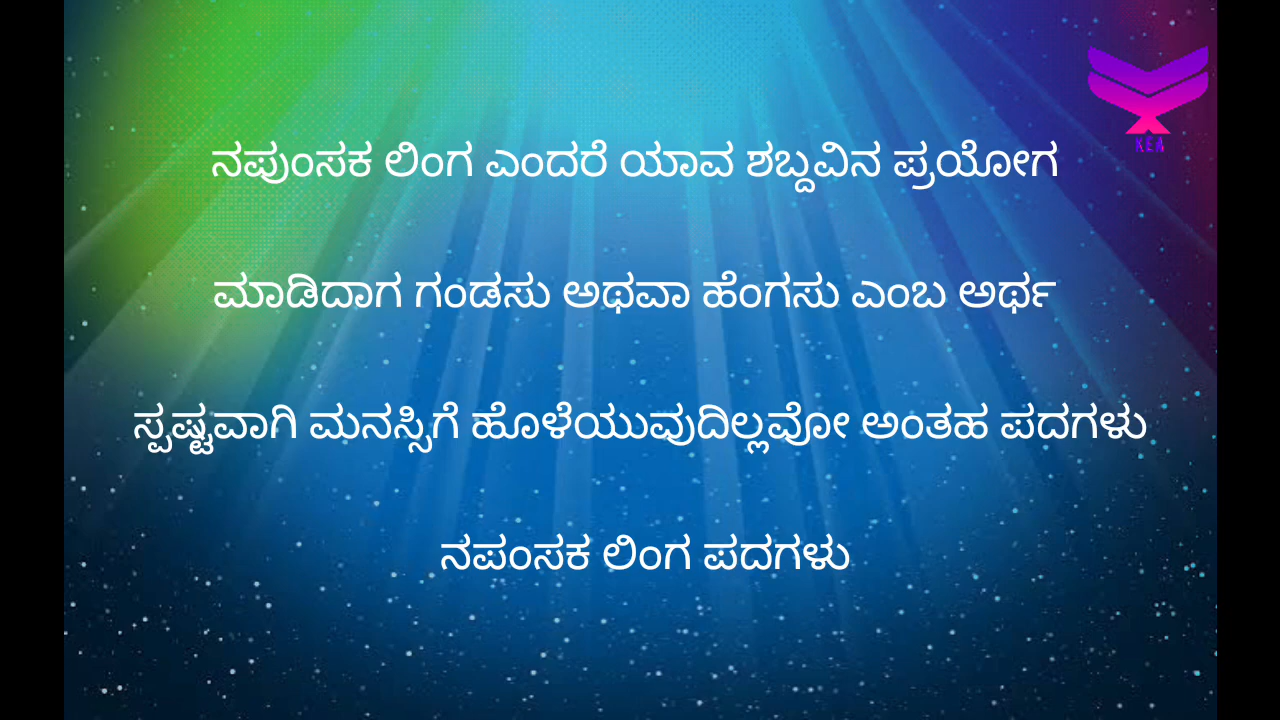 KEA
ನಪುಂಸಕ ಲಿಂಗ ಎಂದರೆ ಯಾವ ಶಬ್ದವಿನ ಪ್ರಯೋಗ
ಮಾಡಿದಾಗ ಗಂಡಸು ಅಥವಾ ಹೆಂಗಸು ಎಂಬ ಅರ್ಥ
ಸ್ಪಷ್ಟವಾಗಿ ಮನಸ್ಸಿಗೆ ಹೊಳೆಯುವುದಿಲ್ಲವೋ ಅಂತಹ ಪದಗಳು
ನಪಂಸಕ ಲಿಂಗ ಪದಗಳು